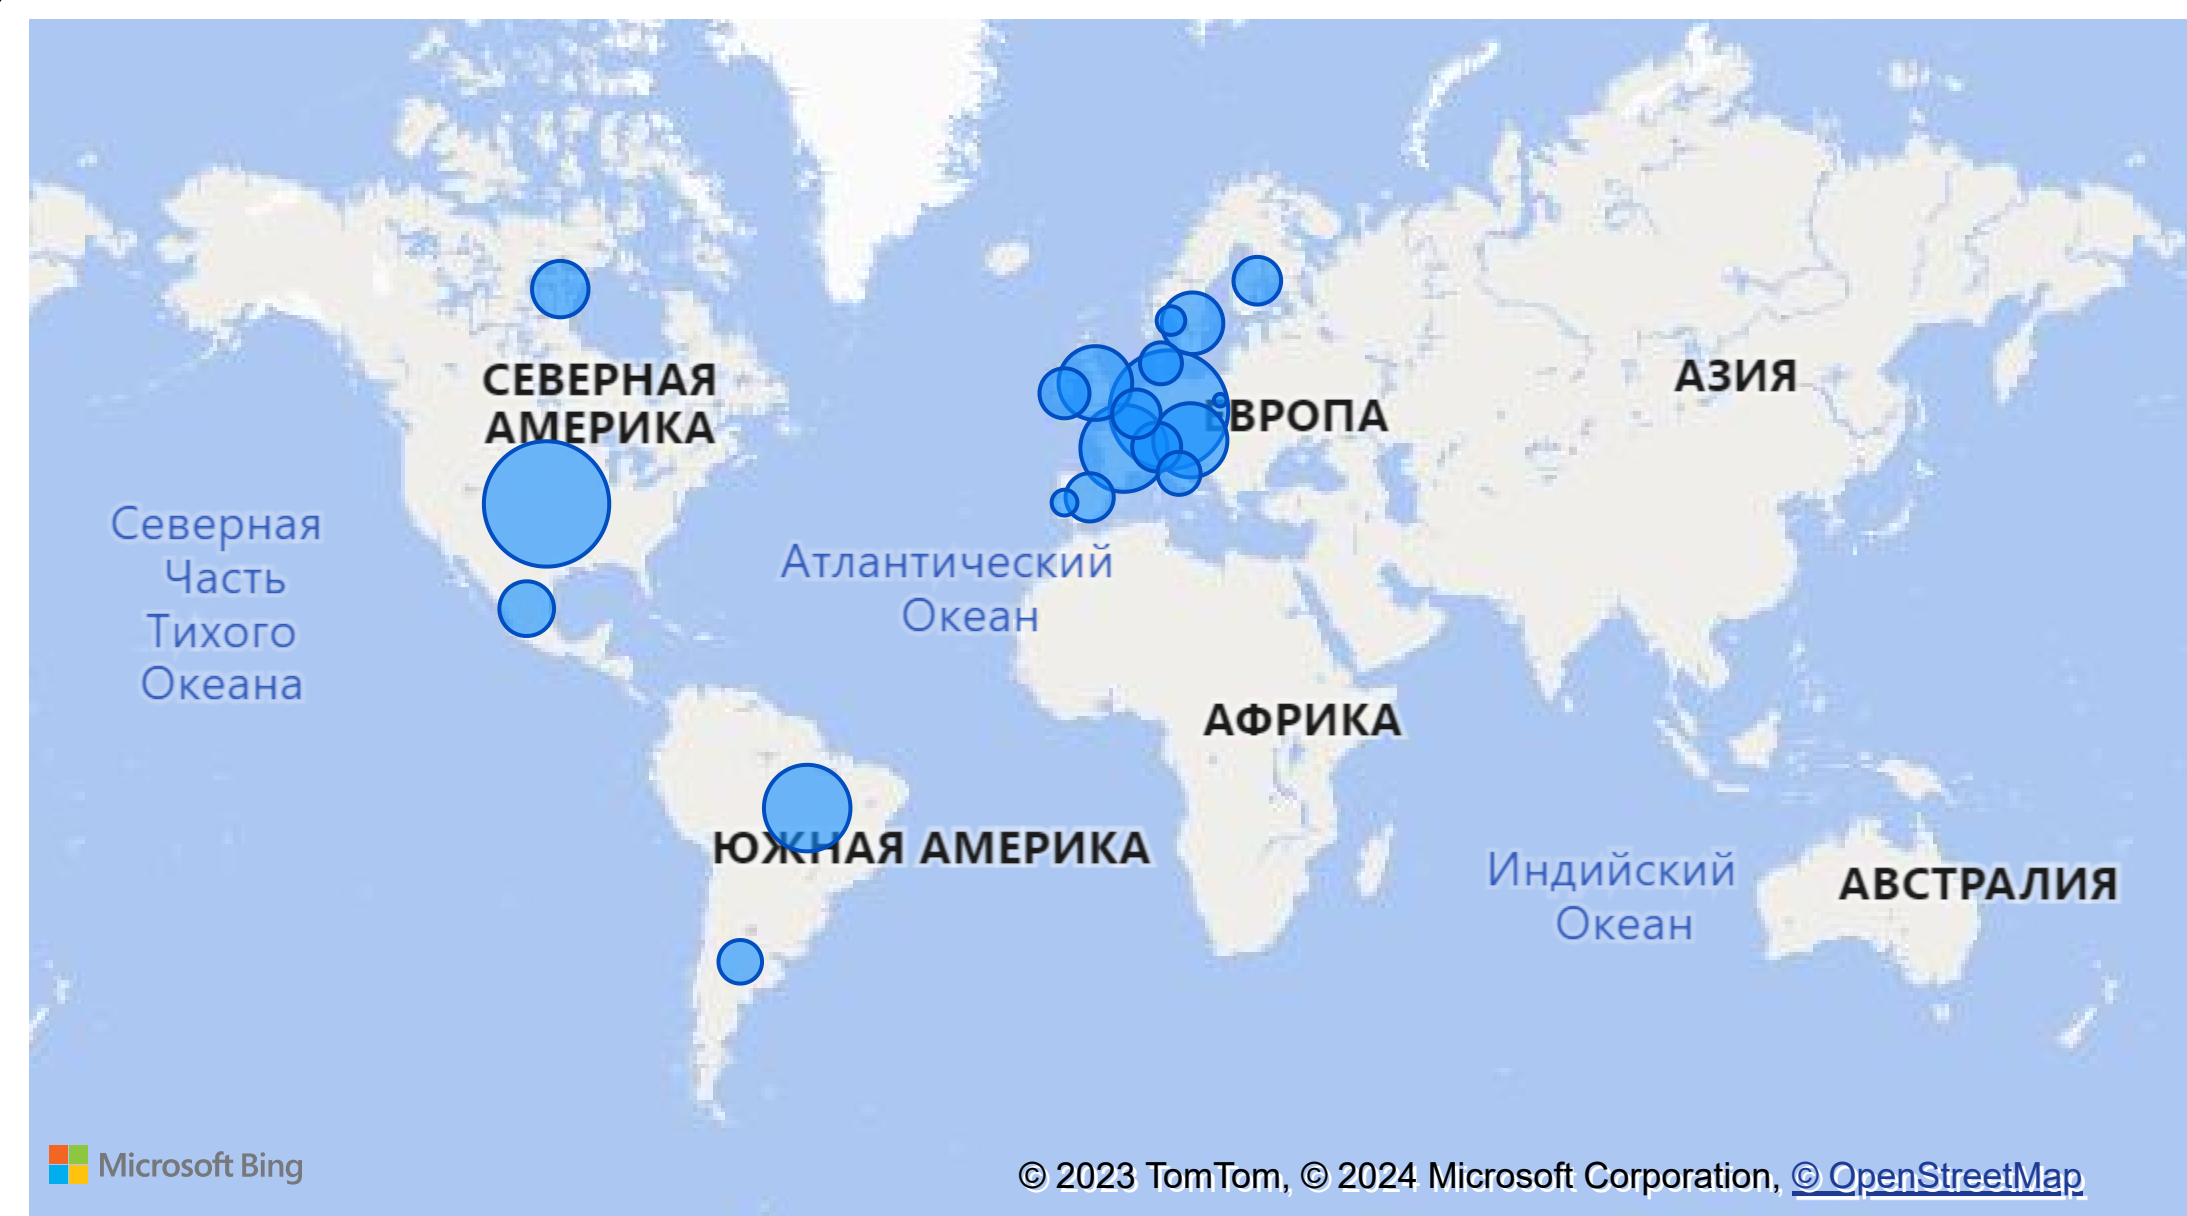 СЕВЕРНАЯ
АМЕРИКА
АЗИЯ
ЕВРОПА
Северная
Часть
Тихого
Океана
Атлантический
Океан
АФРИКА
ЮЖНАЯ АМЕРИКА
Индийский
Океан
АВСТРАЛИЯ
Microsoft Bing
© 2023 TomTom, © 2024 Microsoft Corporation, © OpenStreetMap